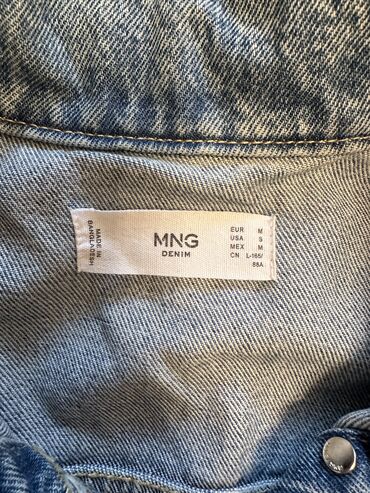 MADE IN
BANGLADESH
MNG
DENIM
EUR M
USA S
MEX M
CN L-165/
88A